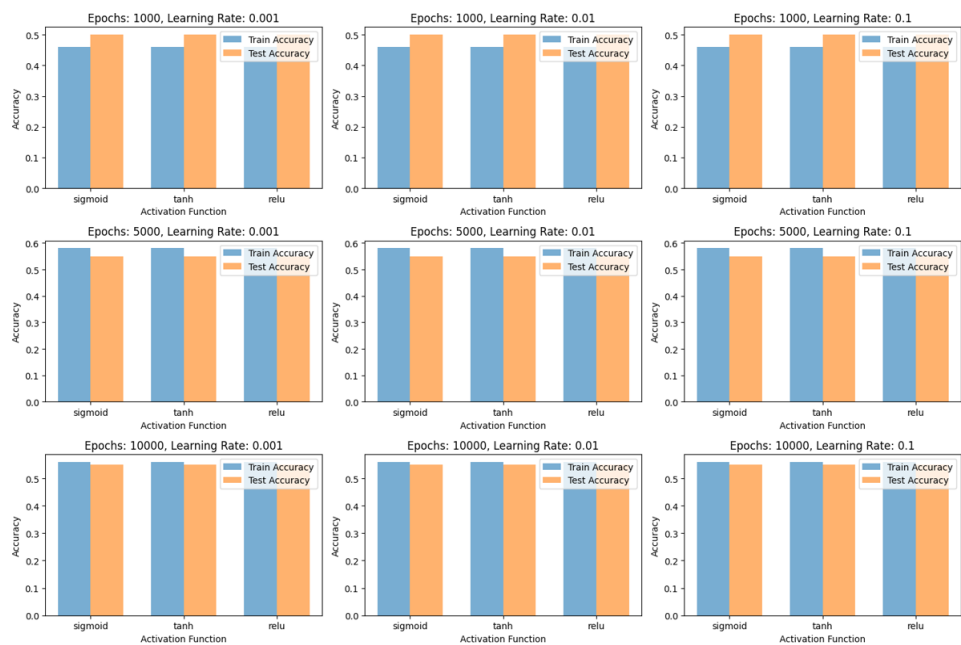 Epochs: 1000, Learning Rate: 0.001
0.5
0.4
0.3
0.2
0.1
0.0
Accuracy
Train Accuracy
Test Accuracy
sigmoid tanh relu
Activation Function
Epochs: 1000, Learning Rate: 0.01
0.5
0.4
0.3
0.2
0.1
0.0
Accuracy
Train Accuracy
Test Accuracy
sigmoid tanh relu
Activation Function
Epochs: 1000, Learning Rate: 0.1
0.5
0.4
0.3
0.2
0.1
0.0
Accuracy
Train Accuracy
Test Accuracy
sigmoid tanh relu
Activation Function
Epochs: 5000, Learning Rate: 0.001
0.6
0.5
0.4
0.3
0.2
0.1
0.0
Accuracy
Train Accuracy
Test Accuracy
sigmoid tanh relu
Activation Function
Epochs: 5000, Learning Rate: 0.01
0.6
0.5
0.4
0.3
0.2
0.1
0.0
Accuracy
Train Accuracy
Test Accuracy
sigmoid tanh relu
Activation Function
Epochs: 5000, Learning Rate: 0.1
0.6
0.5
0.4
0.3
0.2
0.1
0.0
Accuracy
Train Accuracy
Test Accuracy
sigmoid tanh relu
Activation Function
Epochs: 10000, Learning Rate: 0.001
0.5
0.4
0.3
0.2
0.1
0.0
Accuracy
Train Accuracy
Test Accuracy
sigmoid tanh relu
Activation Function
Epochs: 10000, Learning Rate: 0.01
0.5
0.4
0.3
0.2
0.1
0.0
Accuracy
Train Accuracy
Test Accuracy
sigmoid tanh relu
Activation Function
Epochs: 10000, Learning Rate: 0.1
0.5
0.4
0.3
0.2
0.1
0.0
Accuracy
Train Accuracy
Test Accuracy
sigmoid tanh relu
Activation Function